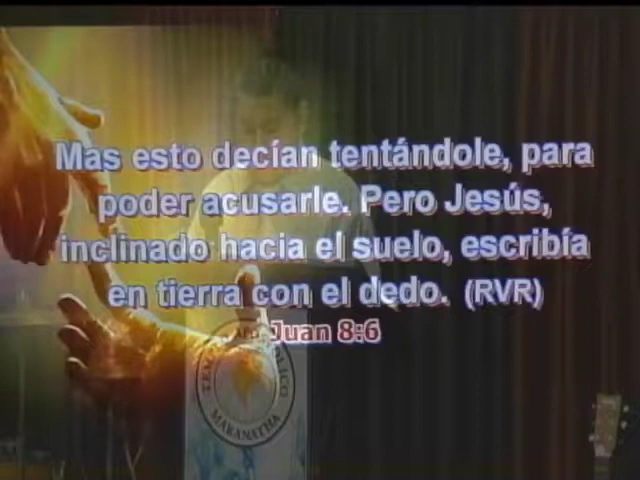 Mas esto decían tentándole, para
poder acusarle. Pero Jesús,
inclinado hacia el suelo, escribía
en tierra con el dedo. (RVR)
Juan 8:6
MARANATHA